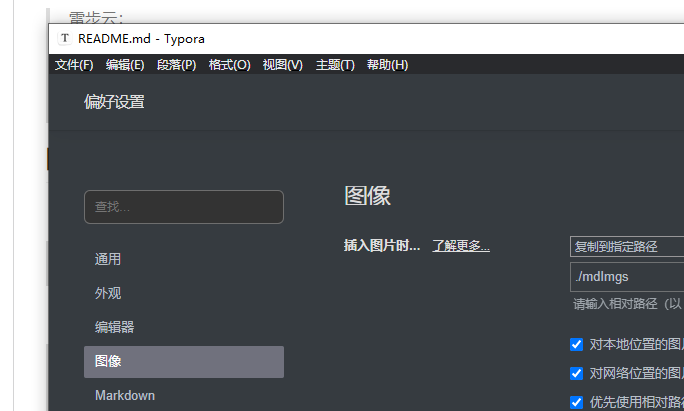 雷步云:
README.md - Typora
文件(F) 编辑(E) 段落(P) 格式(O) 视图(V) 主题(T) 帮助(H)
偏好设置
查找...
图像
插入图片时... 了解更多...
复制到指定路径
./mdImgs
请输入相对路径（以
通用
外观
编辑器
图像
Markdown
对本地位置的图
对网络位置的图
优先使用相对路